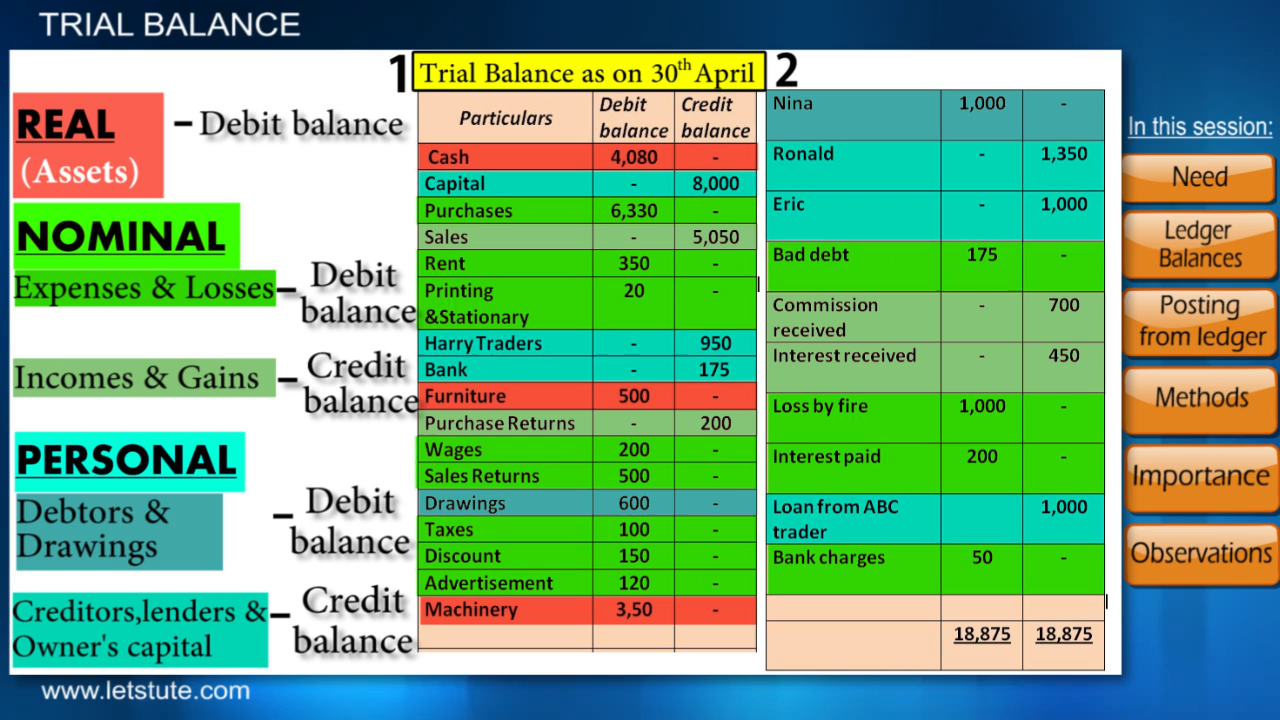 TRIAL BALANCE
REAL
(Assets)
– Debit balance
NOMINAL
Expenses & Losses – Debit balance
Incomes & Gains – Credit balance
PERSONAL
Debtors & Drawings – Debit balance
Creditors,lenders & Owner's capital – Credit balance
1 Trial Balance as on 30th April 2
Particulars Debit balance Credit balance
Cash 4,080 -
Capital - 8,000
Purchases 6,330 -
Sales - 5,050
Rent 350 -
Printing &Stationary 20 -
Harry Traders - 950
Bank - 175
Furniture 500 -
Purchase Returns - 200
Wages 200 -
Sales Returns 500 -
Drawings 600 -
Taxes 100 -
Discount 150 -
Advertisement 120 -
Machinery 3,50 -
Nina 1,000 -
Ronald - 1,350
Eric - 1,000
Bad debt 175 -
Commission received - 700
Interest received - 450
Loss by fire 1,000 -
Interest paid 200 -
Loan from ABC trader 1,000
Bank charges 50 -
18,875 18,875
In this session:
Need
Ledger
Balances
Posting
from ledger
Methods
Importance
Observations
www.letstute.com